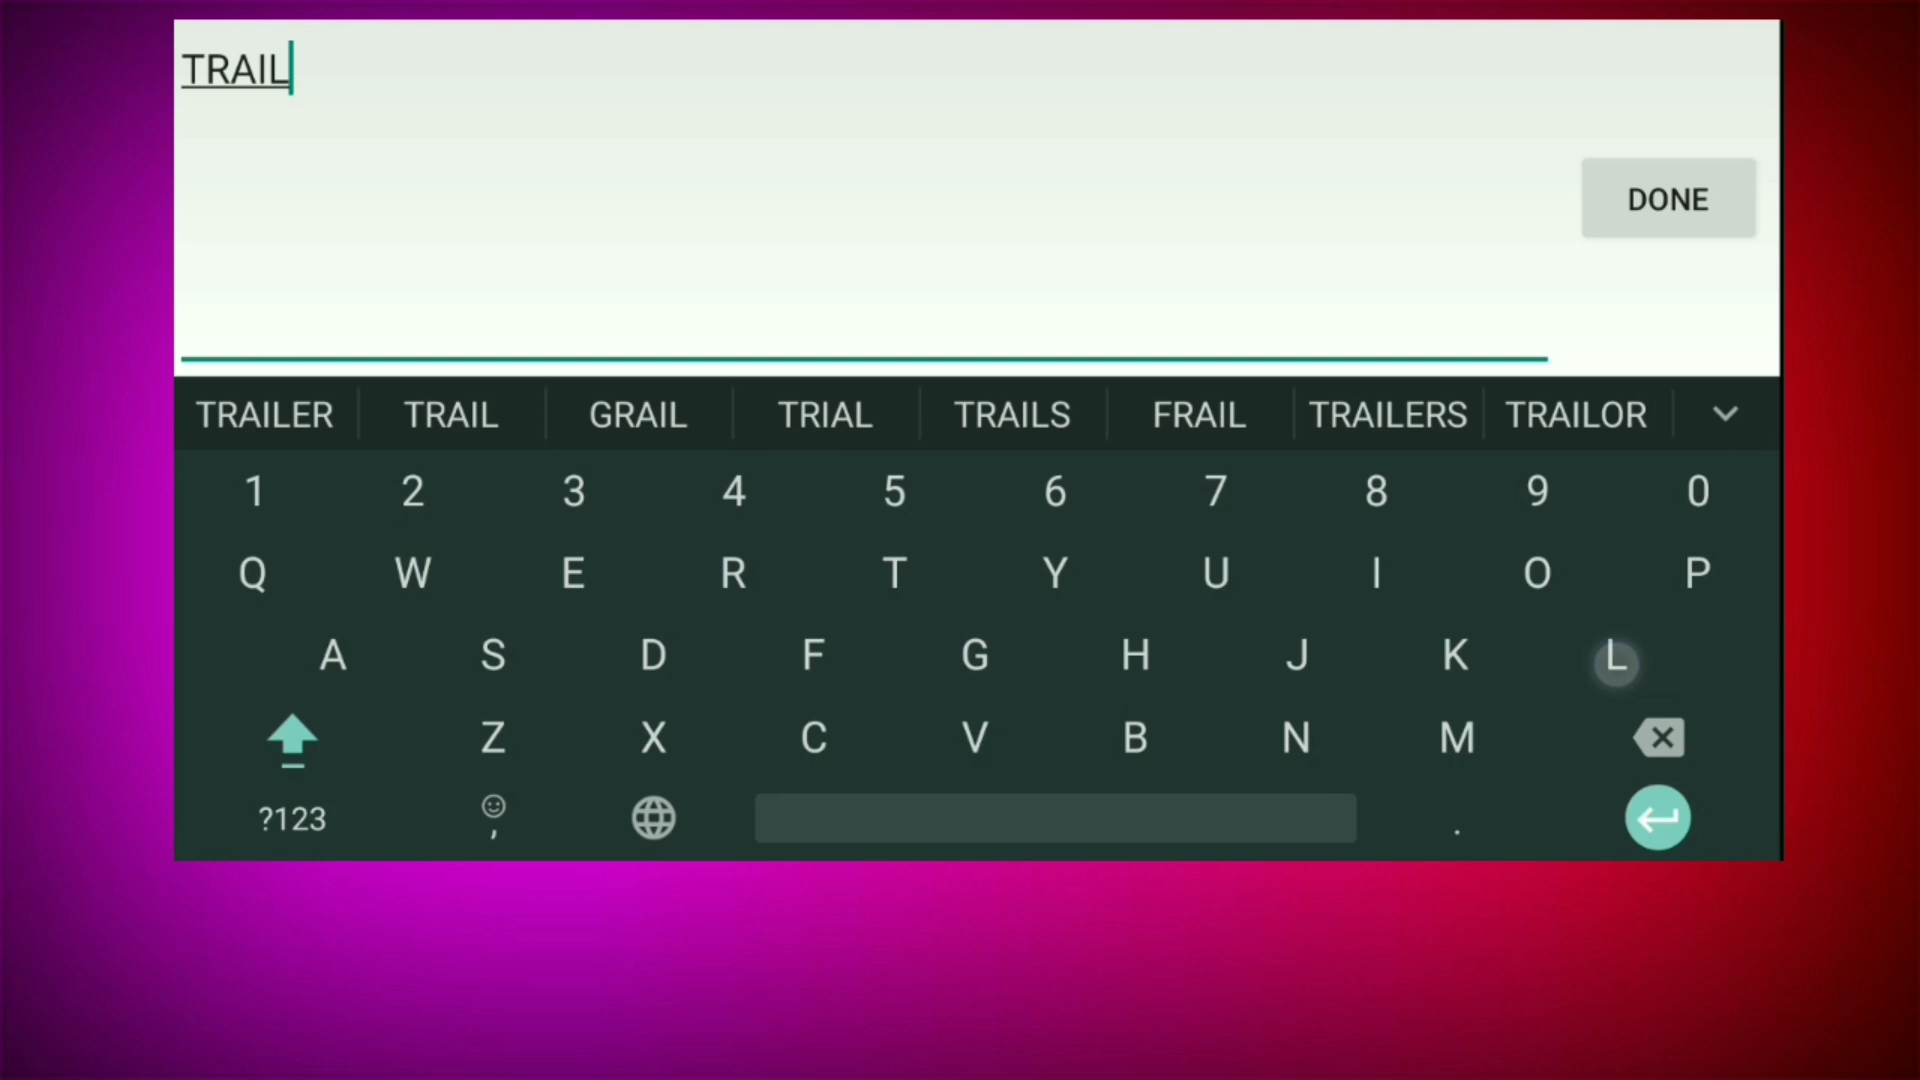 TRAIL
DONE
TRAILER TRAIL GRAIL TRIAL TRAILS FRAIL TRAILERS TRAILOR
1 2 3 4 5 6 7 8 9 0
Q W E R T Y U I O P
A S D F G H J K L
Z X C V B N M
?123 , .